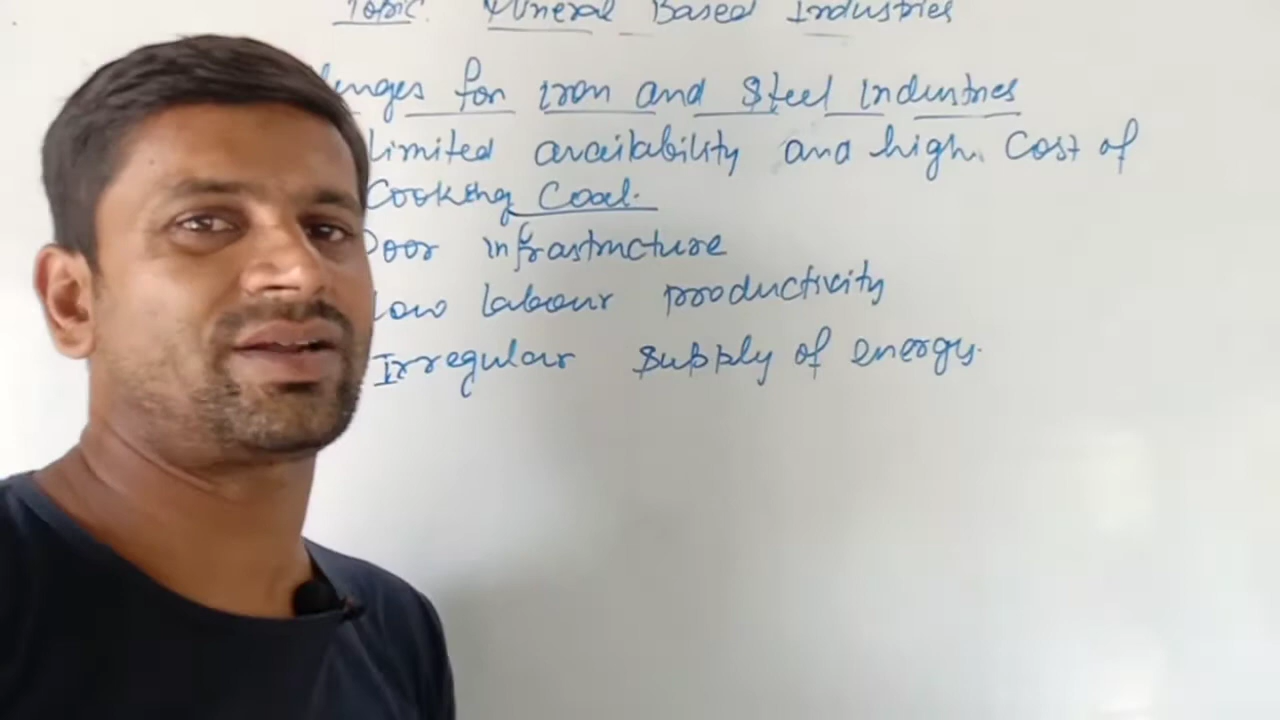 Topic. Mineral Based Industries
lenges for Iron and Steel Industries
Limited availability and high cost of
Cooking Coal.
Poor infrastructure
Low labour productivity
Irregular supply of energy.